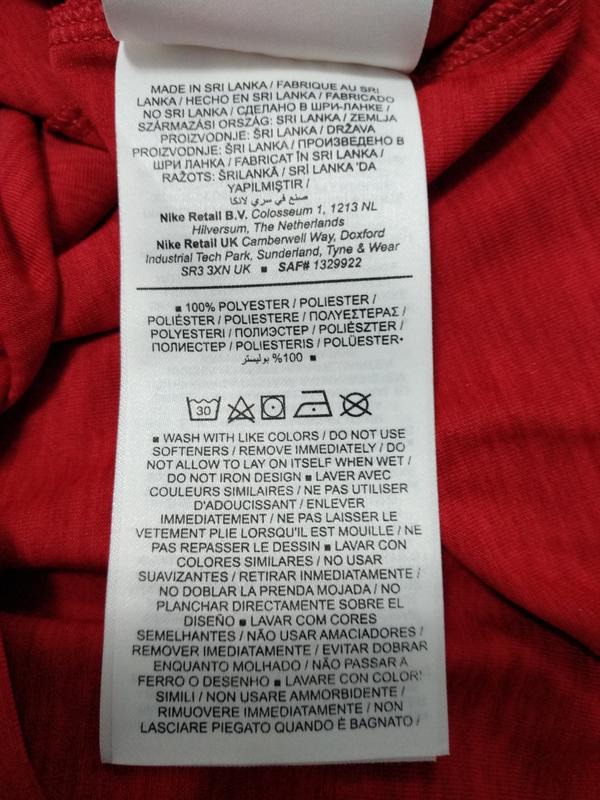 MADE IN SRI LANKA / FABRIQUE AU SRI
LANKA / HECHO EN SRI LANKA / FABRICADO
NO SRI LANKA / СДЕЛАНО В ШРИ-ЛАНКЕ /
SZÁRMAZÁSI ORSZÁG: SRI LANKA / ZEMLJA
PROIZVODNJE: ŠRI LANKA / DRŽAVA
PROIZVODNJE: ŠRI LANKA / ПРОИЗВЕДЕНО В
ШРИ ЛАНКА / FABRICAT ÎN SRI LANKA /
RAŽOTS: ŠRILANKĀ / SRİ LANKA 'DA
YAPILMIŞTIR /
صنع في سري لانكا
Nike Retail B.V. Colosseum 1, 1213 NL
Hilversum, The Netherlands
Nike Retail UK Camberwell Way, Doxford
Industrial Tech Park, Sunderland, Tyne & Wear
SR3 3XN UK ■ SAF# 1329922
■ 100% POLYESTER / POLIESTER /
POLIÉSTER / POLIESTERE / ΠΟΛΥΕΣΤΕΡΑΣ /
POLYESTERI / ПОЛИЭСТЕР / POLIÉSZTER /
ПОЛИЕСТЕР / POLIESTERIS / POLÜESTER•
100% بوليستر ■
30
■ WASH WITH LIKE COLORS / DO NOT USE
SOFTENERS / REMOVE IMMEDIATELY / DO
NOT ALLOW TO LAY ON ITSELF WHEN WET /
DO NOT IRON DESIGN ■ LAVER AVEC
COULEURS SIMILAIRES / NE PAS UTILISER
D'ADOUCISSANT / ENLEVER
IMMEDIATEMENT / NE PAS LAISSER LE
VETEMENT PLIE LORSQU'IL EST MOUILLE / NE
PAS REPASSER LE DESSIN ■ LAVAR CON
COLORES SIMILARES / NO USAR
SUAVIZANTES / RETIRAR INMEDIATAMENTE /
NO DOBLAR LA PRENDA MOJADA / NO
PLANCHAR DIRECTAMENTE SOBRE EL
DISEÑO ■ LAVAR COM CORES
SEMELHANTES / NÃO USAR AMACIADORES /
REMOVER IMEDIATAMENTE / EVITAR DOBRAR
ENQUANTO MOLHADO / NÃO PASSAR A
FERRO O DESENHO ■ LAVARE CON COLORI
SIMILI / NON USARE AMMORBIDENTE /
RIMUOVERE IMMEDIATAMENTE / NON
LASCIARE PIEGATO QUANDO È BAGNATO /